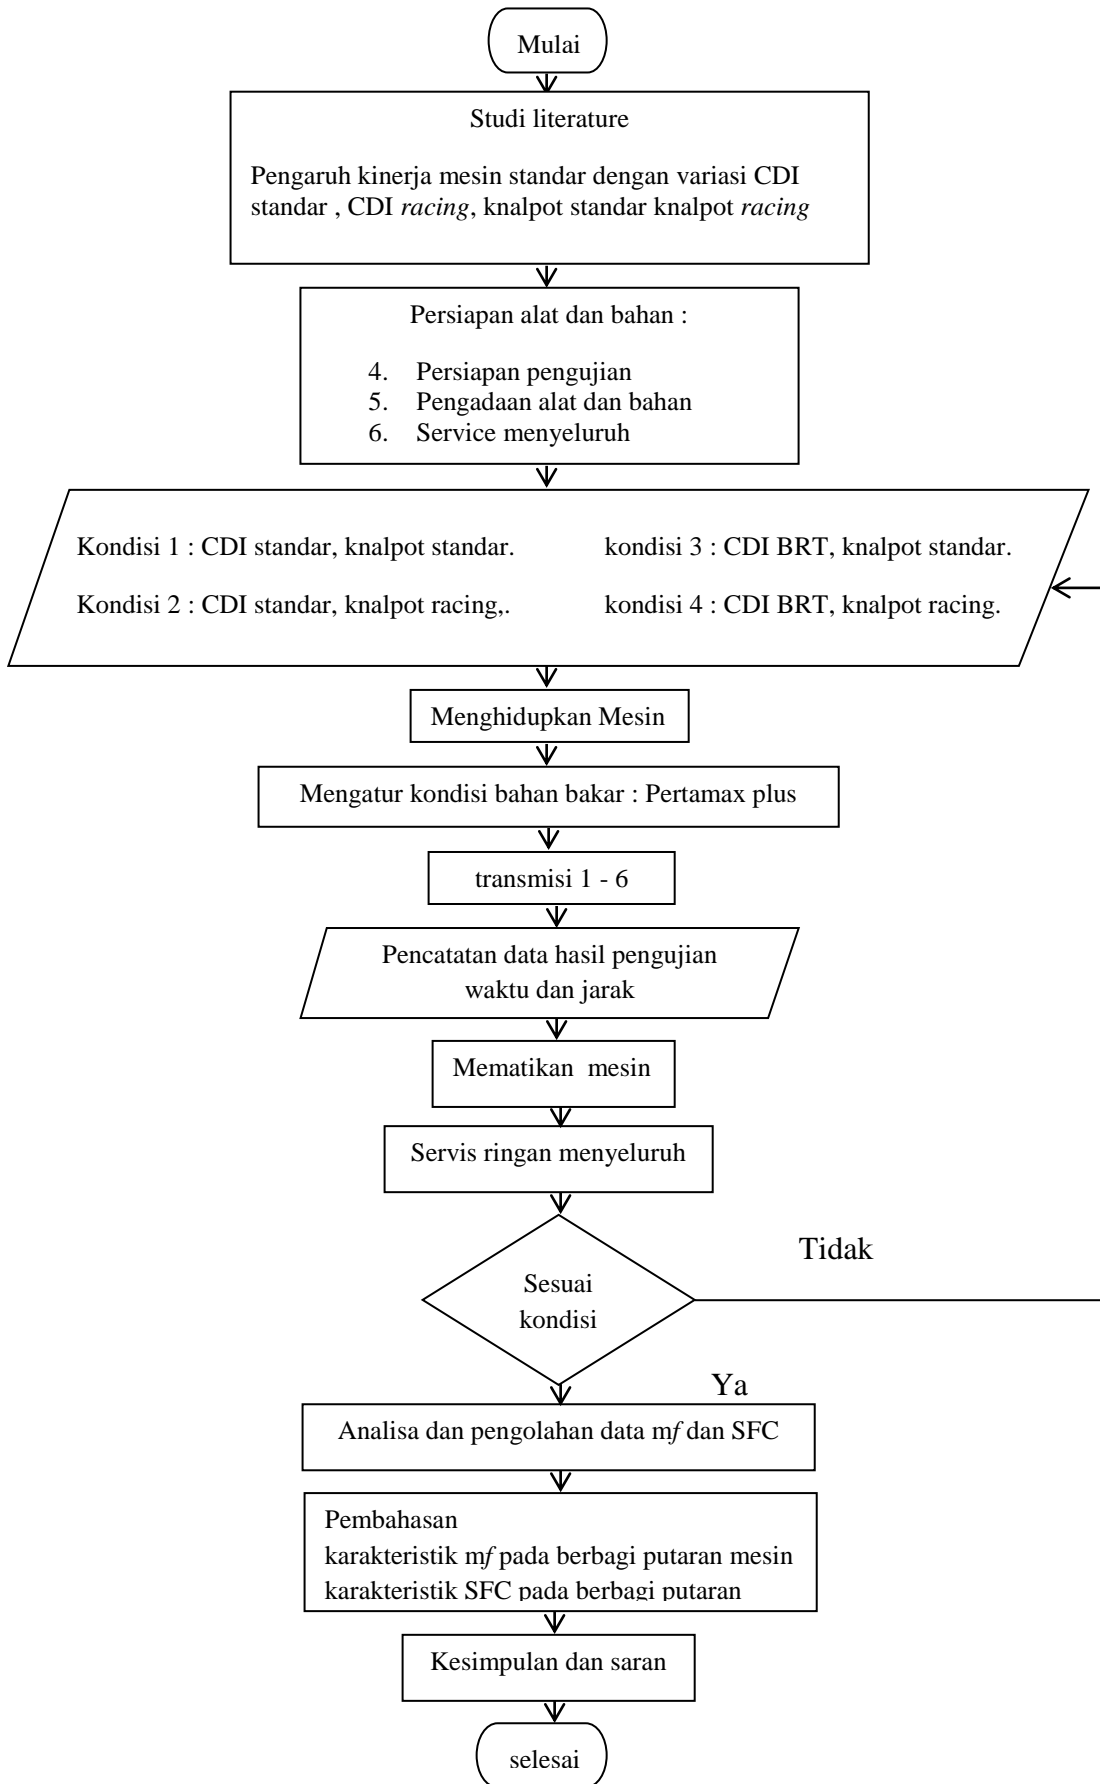 Mulai
Studi literature
Pengaruh kinerja mesin standar dengan variasi CDI
standar , CDI racing, knalpot standar knalpot racing
Persiapan alat dan bahan :
4. Persiapan pengujian
5. Pengadaan alat dan bahan
6. Service menyeluruh
Kondisi 1 : CDI standar, knalpot standar.
kondisi 3 : CDI BRT, knalpot standar.
Kondisi 2 : CDI standar, knalpot racing,.
kondisi 4 : CDI BRT, knalpot racing.
Menghidupkan Mesin
Mengatur kondisi bahan bakar : Pertamax plus
transmisi 1 - 6
Pencatatan data hasil pengujian
waktu dan jarak
Mematikan  mesin
Servis ringan menyeluruh
Sesuai
kondisi
Tidak
Ya
Analisa dan pengolahan data mf dan SFC
Pembahasan
karakteristik mf pada berbagi putaran mesin
karakteristik SFC pada berbagi putaran
Kesimpulan dan saran
selesai